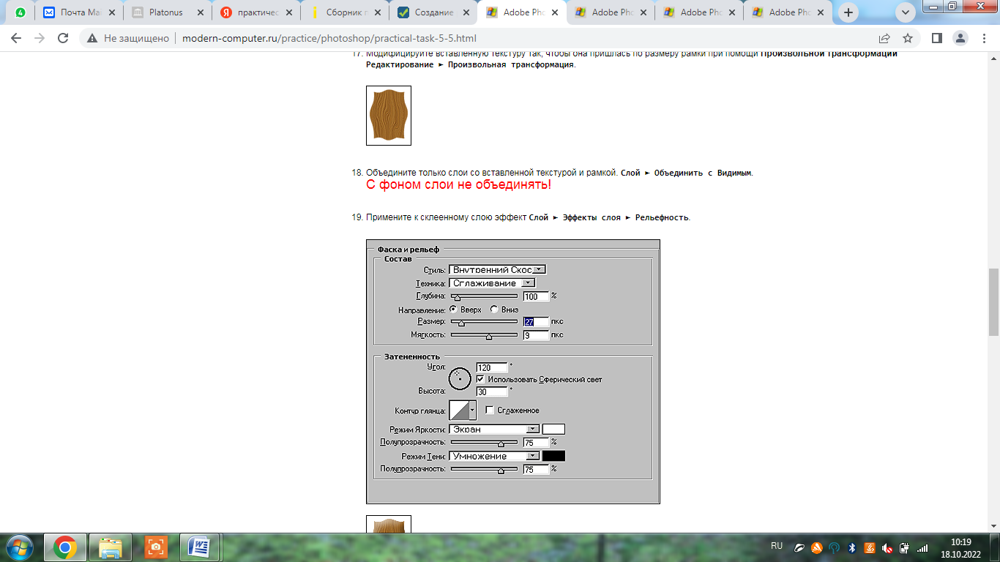 4
Почта Mai
Platonus
практичес
Сборник п
Создание
Adobe Pho
Adobe Pho
Adobe Pho
Adobe Pho
Не защищено
modern-computer.ru/practice/photoshop/practical-task-5-5.html
17. Модифицируйте вставленную текстуру так, чтобы она пришлась по размеру рамки при помощи Произвольной трансформации
Редактирование ► Произвольная трансформация.
18. Объедините только слои со вставленной текстурой и рамкой. Слой ► Объединить с Видимым.
С фоном слои не объединять!
19. Примените к склеенному слою эффект Слой ► Эффекты слоя ► Рельефность.
Фаска и рельеф
Состав
Стиль: Внутренний Скос
Техника: Сглаживание
Глубина: 100 %
Направление: Вверх Вниз
Размер: 27 пкс
Мягкость: 9 пкс
Затененность
Угол: 120 °
Использовать Сферический свет
Высота: 30 °
Контур глянца: Сглаженное
Режим Яркости: Экран
Полупрозрачность: 75 %
Режим Тени: Умножение
Полупрозрачность: 75 %
RU
10:19
18.10.2022